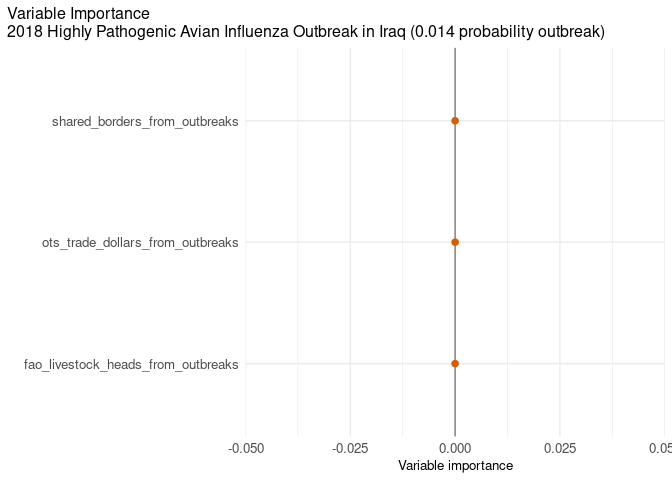 Variable Importance
2018 Highly Pathogenic Avian Influenza Outbreak in Iraq (0.014 probability outbreak)
shared_borders_from_outbreaks
ots_trade_dollars_from_outbreaks
fao_livestock_heads_from_outbreaks
-0.050 -0.025 0.000 0.025 0.05
Variable importance